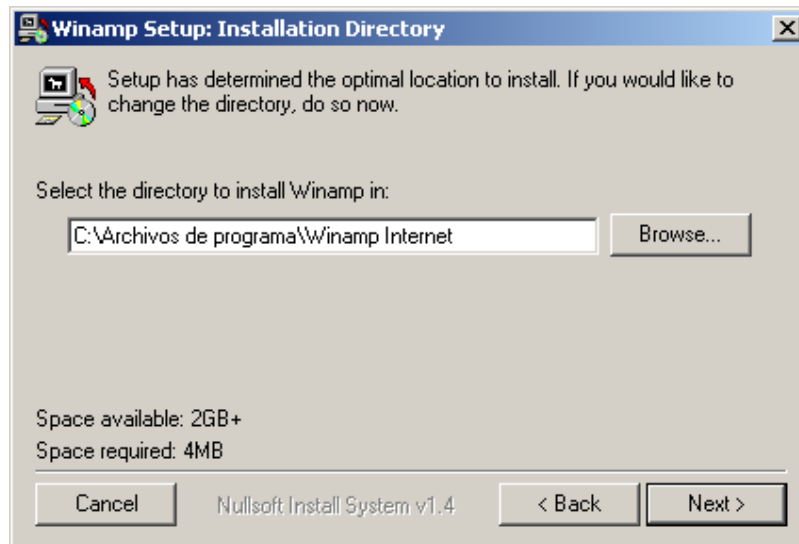 Winamp Setup: Installation Directory
Setup has determined the optimal location to install. If you would like to
change the directory, do so now.
Select the directory to install Winamp in:
C:\Archivos de programa\Winamp Internet
Browse...
Space available: 2GB+
Space required: 4MB
Cancel
Nullsoft Install System v1.4
< Back
Next >